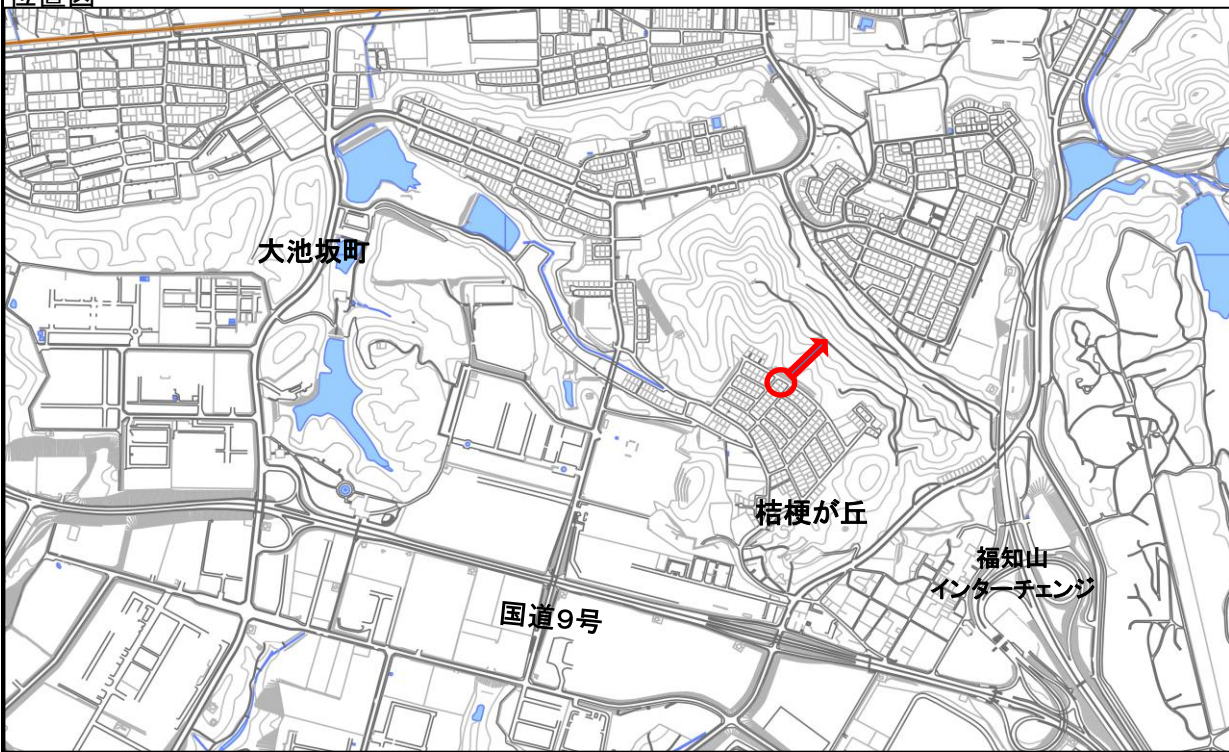 位置図
大池坂町
桔梗が丘
福知山
インターチェンジ
国道9号